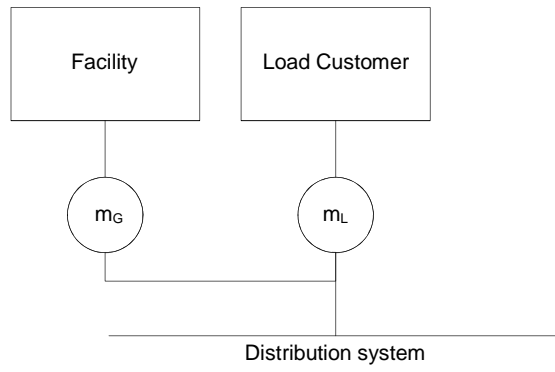 Facility
Load Customer
mG
mL
Distribution system